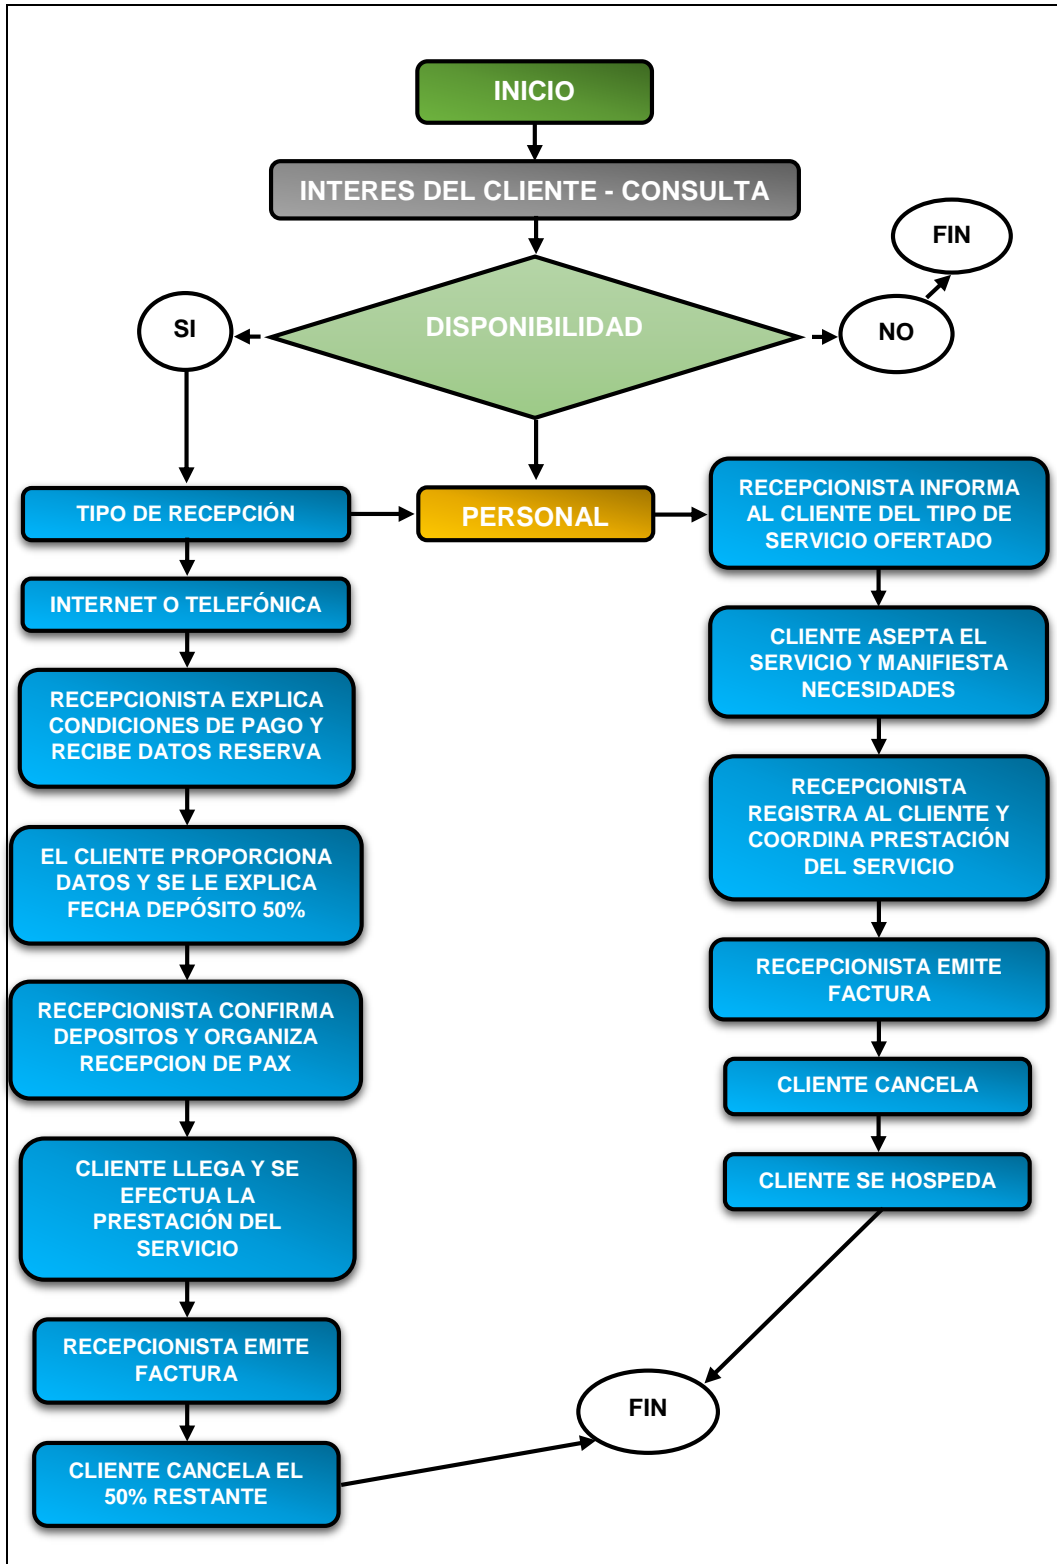 INICIO
INTERES DEL CLIENTE - CONSULTA
FIN
SI
DISPONIBILIDAD
NO
TIPO DE RECEPCIÓN
PERSONAL
RECEPCIONISTA INFORMA
AL CLIENTE DEL TIPO DE
SERVICIO OFERTADO
INTERNET O TELEFÓNICA
RECEPCIONISTA EXPLICA
CONDICIONES DE PAGO Y
RECIBE DATOS RESERVA
EL CLIENTE PROPORCIONA
DATOS Y SE LE EXPLICA
FECHA DEPÓSITO 50%
RECEPCIONISTA CONFIRMA
DEPOSITOS Y ORGANIZA
RECEPCION DE PAX
CLIENTE LLEGA Y SE
EFECTUA LA
PRESTACIÓN DEL
SERVICIO
RECEPCIONISTA EMITE
FACTURA
CLIENTE CANCELA EL
50% RESTANTE
CLIENTE ASEPTA EL
SERVICIO Y MANIFIESTA
NECESIDADES
RECEPCIONISTA
REGISTRA AL CLIENTE Y
COORDINA PRESTACIÓN
DEL SERVICIO
RECEPCIONISTA EMITE
FACTURA
CLIENTE CANCELA
CLIENTE SE HOSPEDA
FIN